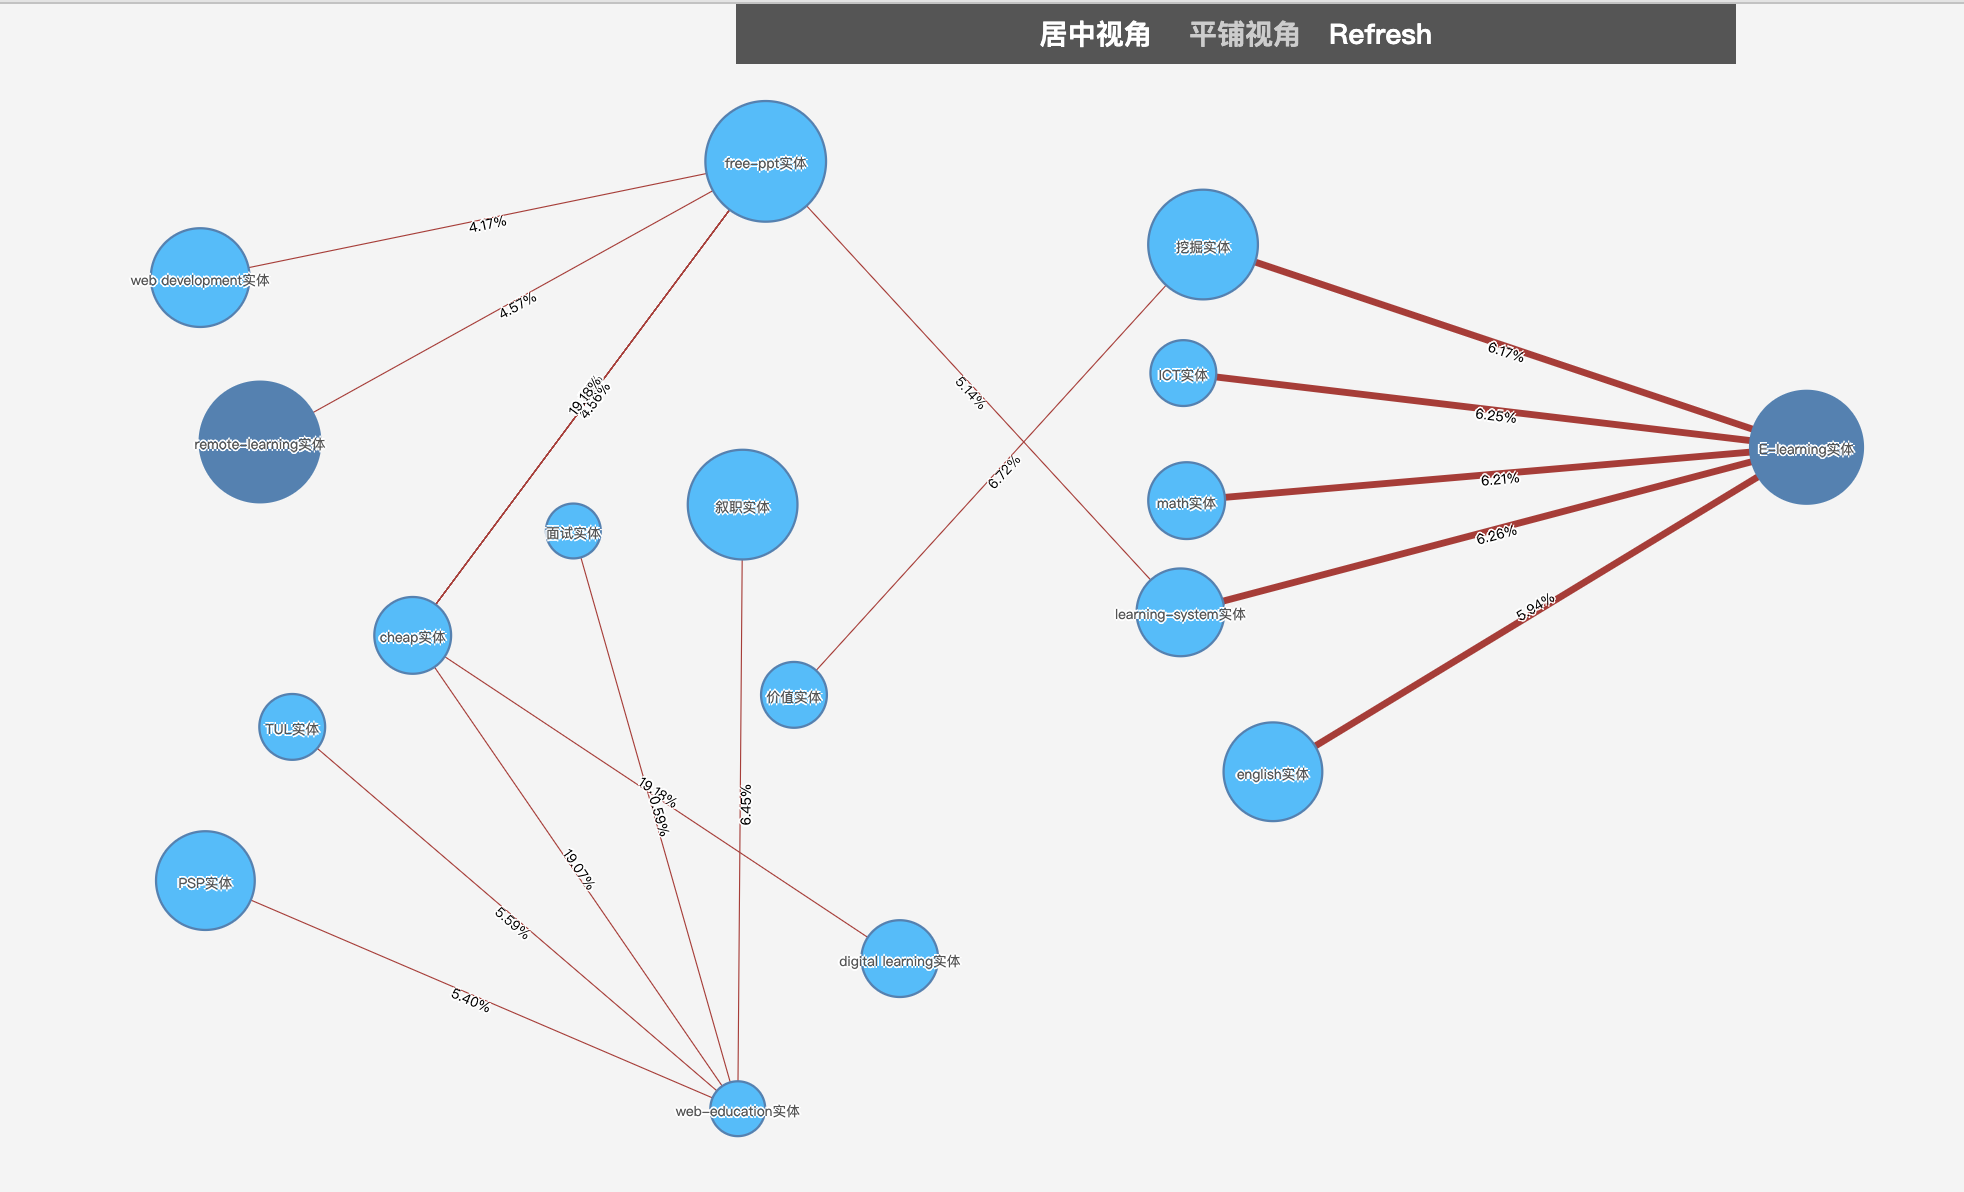 居中视角 平铺视角 Refresh
free-ppt实体
4.17%
web development实体
4.57%
remote-learning实体
19.18%
4.56%
5.14%
挖掘实体
6.17%
ICT实体
6.25%
E-learning实体
6.72%
math实体
6.21%
叙职实体
面试实体
6.26%
learning-system实体
5.94%
cheap实体
价值实体
TUL实体
english实体
19.18%
6.45%
19.07%
PSP实体
5.59%
digital learning实体
5.40%
web-education实体